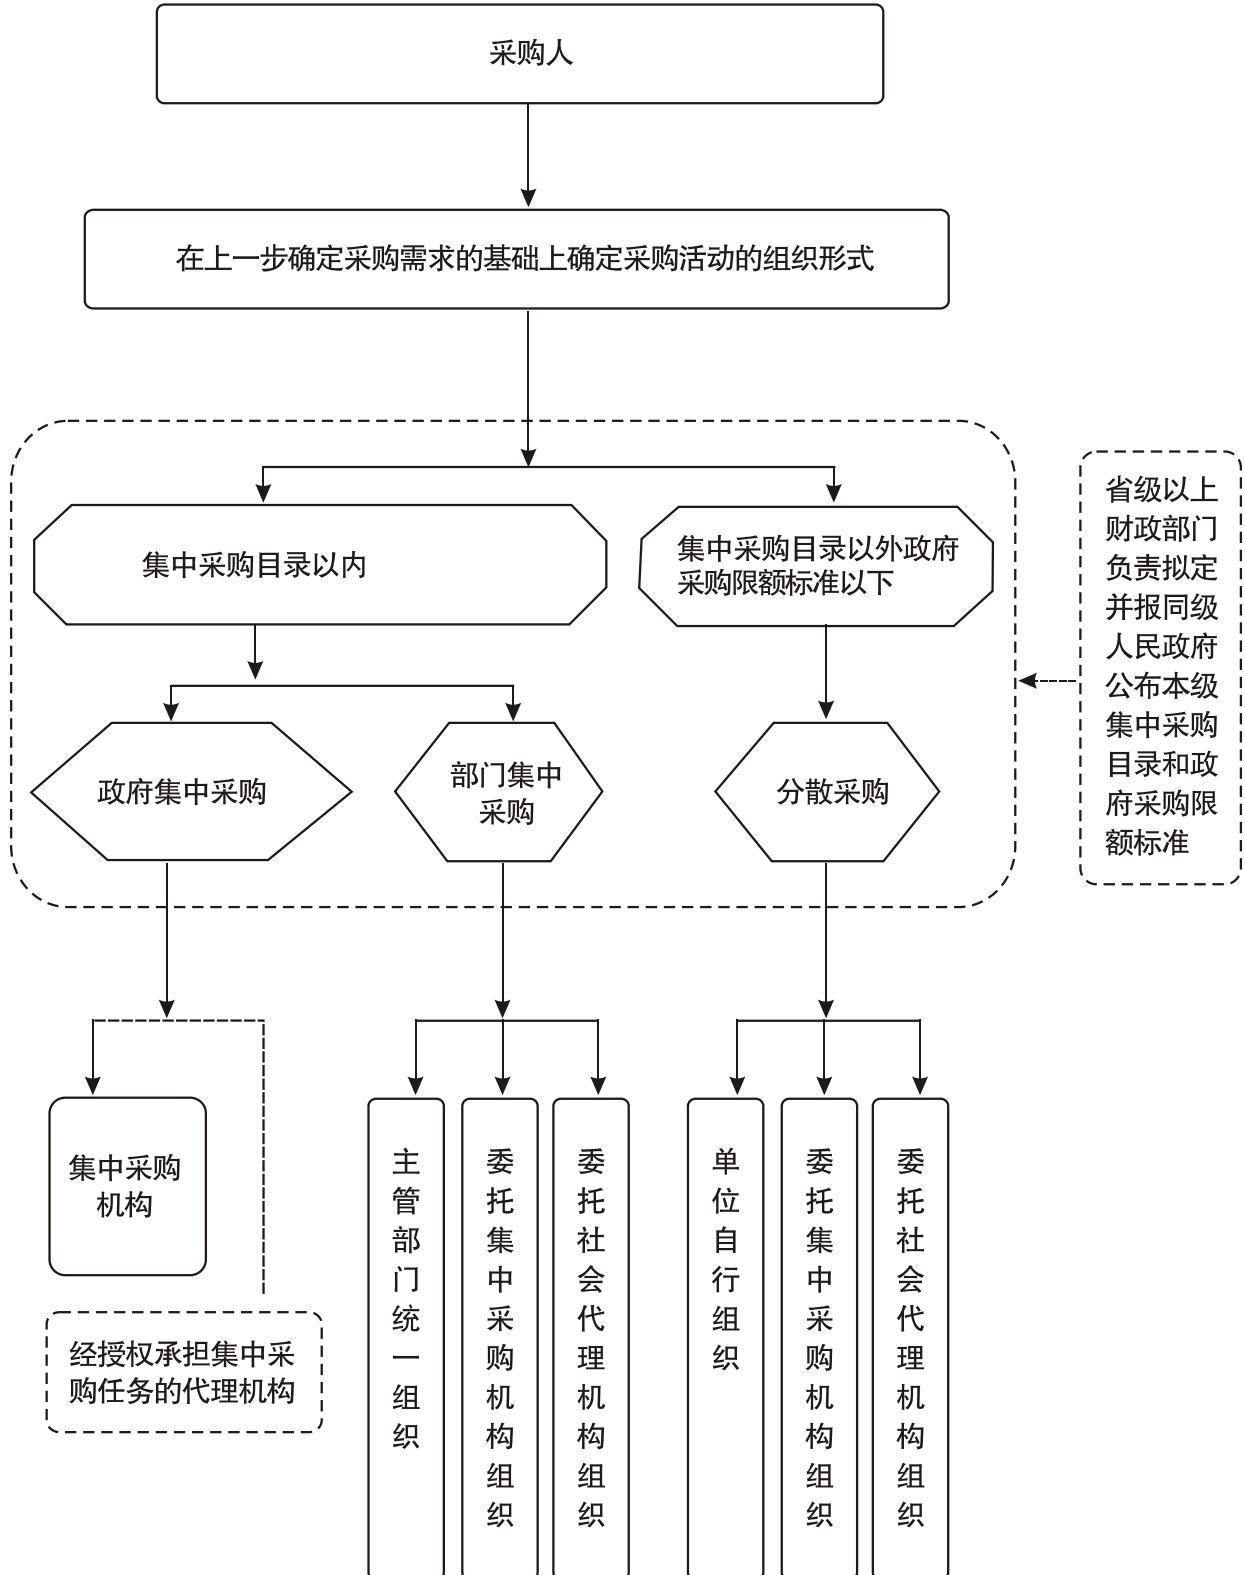 采购人
在上一步确定采购需求的基础上确定采购活动的组织形式
集中采购目录以内
集中采购目录以外政府
采购限额标准以下
省级以上
财政部门
负责拟定
并报同级
人民政府
公布本级
集中采购
目录和政
府采购限
额标准
政府集中采购
部门集中
采购
分散采购
集中采购
机构
经授权承担集中采
购任务的代理机构
主管部门统一组织
委托集中采购机构组织
委托社会代理机构组织
单位自行组织
委托集中采购机构组织
委托社会代理机构组织